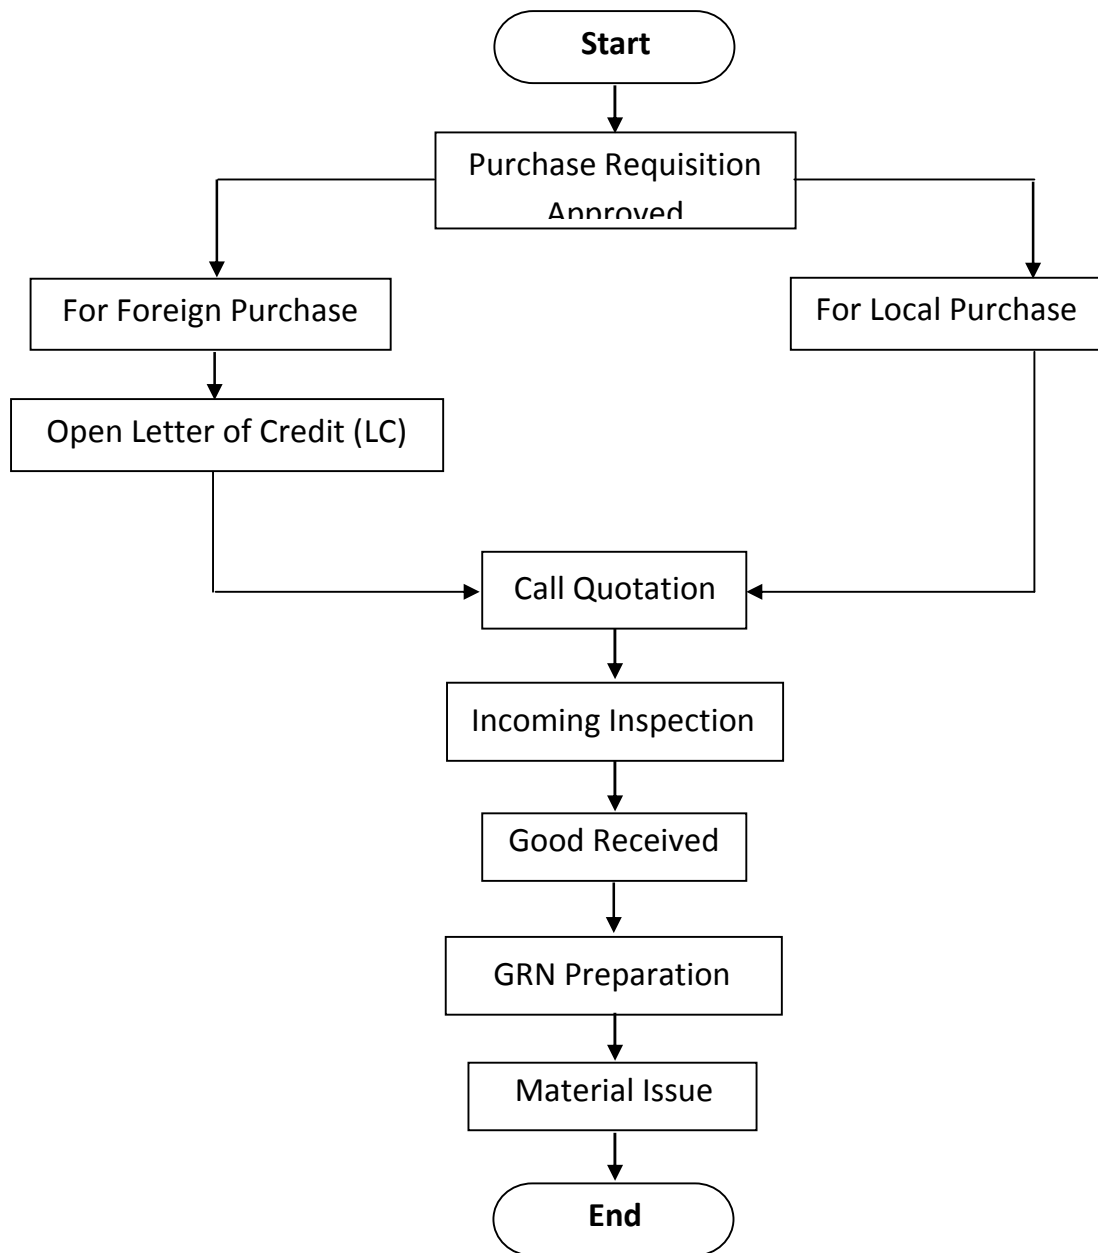 Start
Purchase Requisition
Approved
For Foreign Purchase
For Local Purchase
Open Letter of Credit (LC)
Call Quotation
Incoming Inspection
Good Received
GRN Preparation
Material Issue
End